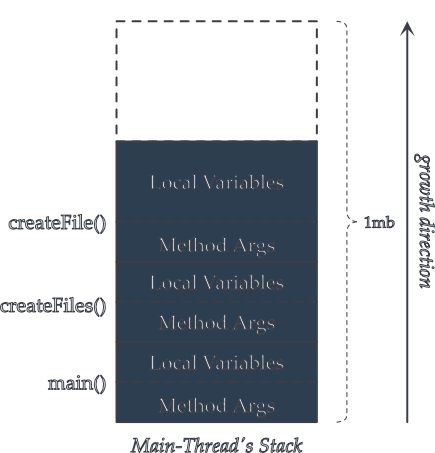 Local Variables
createFile()
1mb
Method Args
growth direction
Local Variables
createFiles()
Method Args
Local Variables
main()
Method Args
Main-Thread's Stack